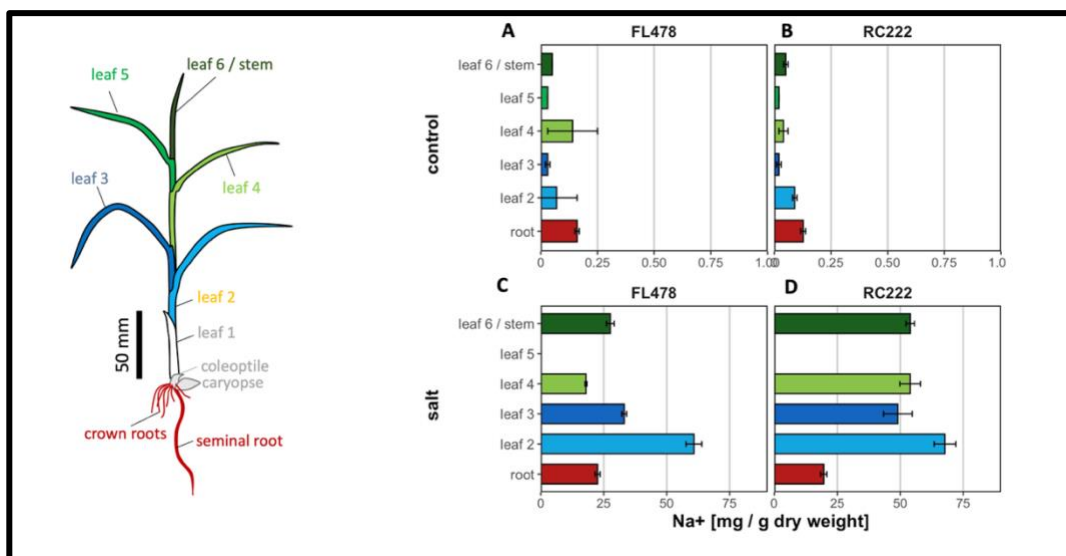 leaf 6 / stem
leaf 5
leaf 3
leaf 4
leaf 2
leaf 1
50 mm
coleoptile
caryopse
crown roots
seminal root
A
FL478
B
RC222
control
leaf 6 / stem
leaf 5
leaf 4
leaf 3
leaf 2
root
0 0.25 0.50 0.75 1.0
0 0.25 0.50 0.75 1.0
C
FL478
D
RC222
salt
leaf 6 / stem
leaf 5
leaf 4
leaf 3
leaf 2
root
0 25 50 75
0 25 50 75
Na+ [mg / g dry weight]